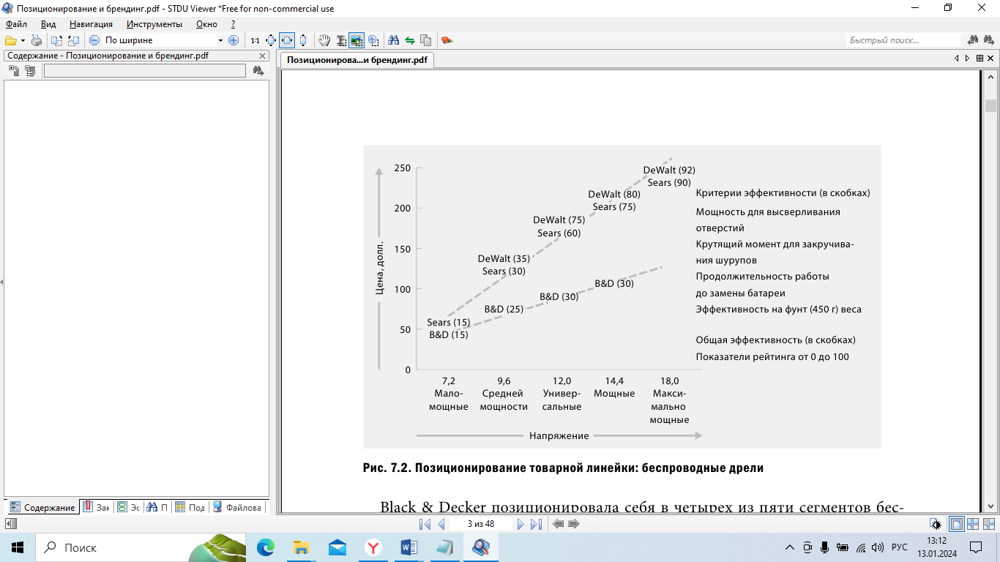 Позиционирование и брендинг.pdf - STDU Viewer *Free for non-commercial use
Файл Вид Навигация Инструменты Окно ?
По ширине
1:1
Быстрый поиск...
Содержание - Позиционирование и брендинг.pdf
Позициониров­а...и брендинг.pdf
250
200
150
100
50
0
Цена, долл.
DeWalt (92)
Sears (90)
DeWalt (80)
Sears (75)
DeWalt (75)
Sears (60)
DeWalt (35)
Sears (30)
B&D (30)
B&D (30)
B&D (25)
Sears (15)
B&D (15)
Критерии эффективности (в скобках)
Мощность для высверливания
отверстий
Крутящий момент для закручива-
ния шурупов
Продолжительность работы
до замены батареи
Эффективность на фунт (450 г) веса
Общая эффективность (в скобках)
Показатели рейтинга от 0 до 100
7,2
Мало-
мощные
9,6
Средней
мощности
12,0
Универ-
сальные
14,4
Мощные
18,0
Макси-
мально
мощные
Напряжение
Рис. 7.2. Позиционирование товарной линейки: беспроводные дрели
Black & Decker позиционировала себя в четырех из пяти сегментов бес-
Содержание Зак Эс П Под Файлова
3 из 48
Поиск
РУС
13:12
13.01.2024